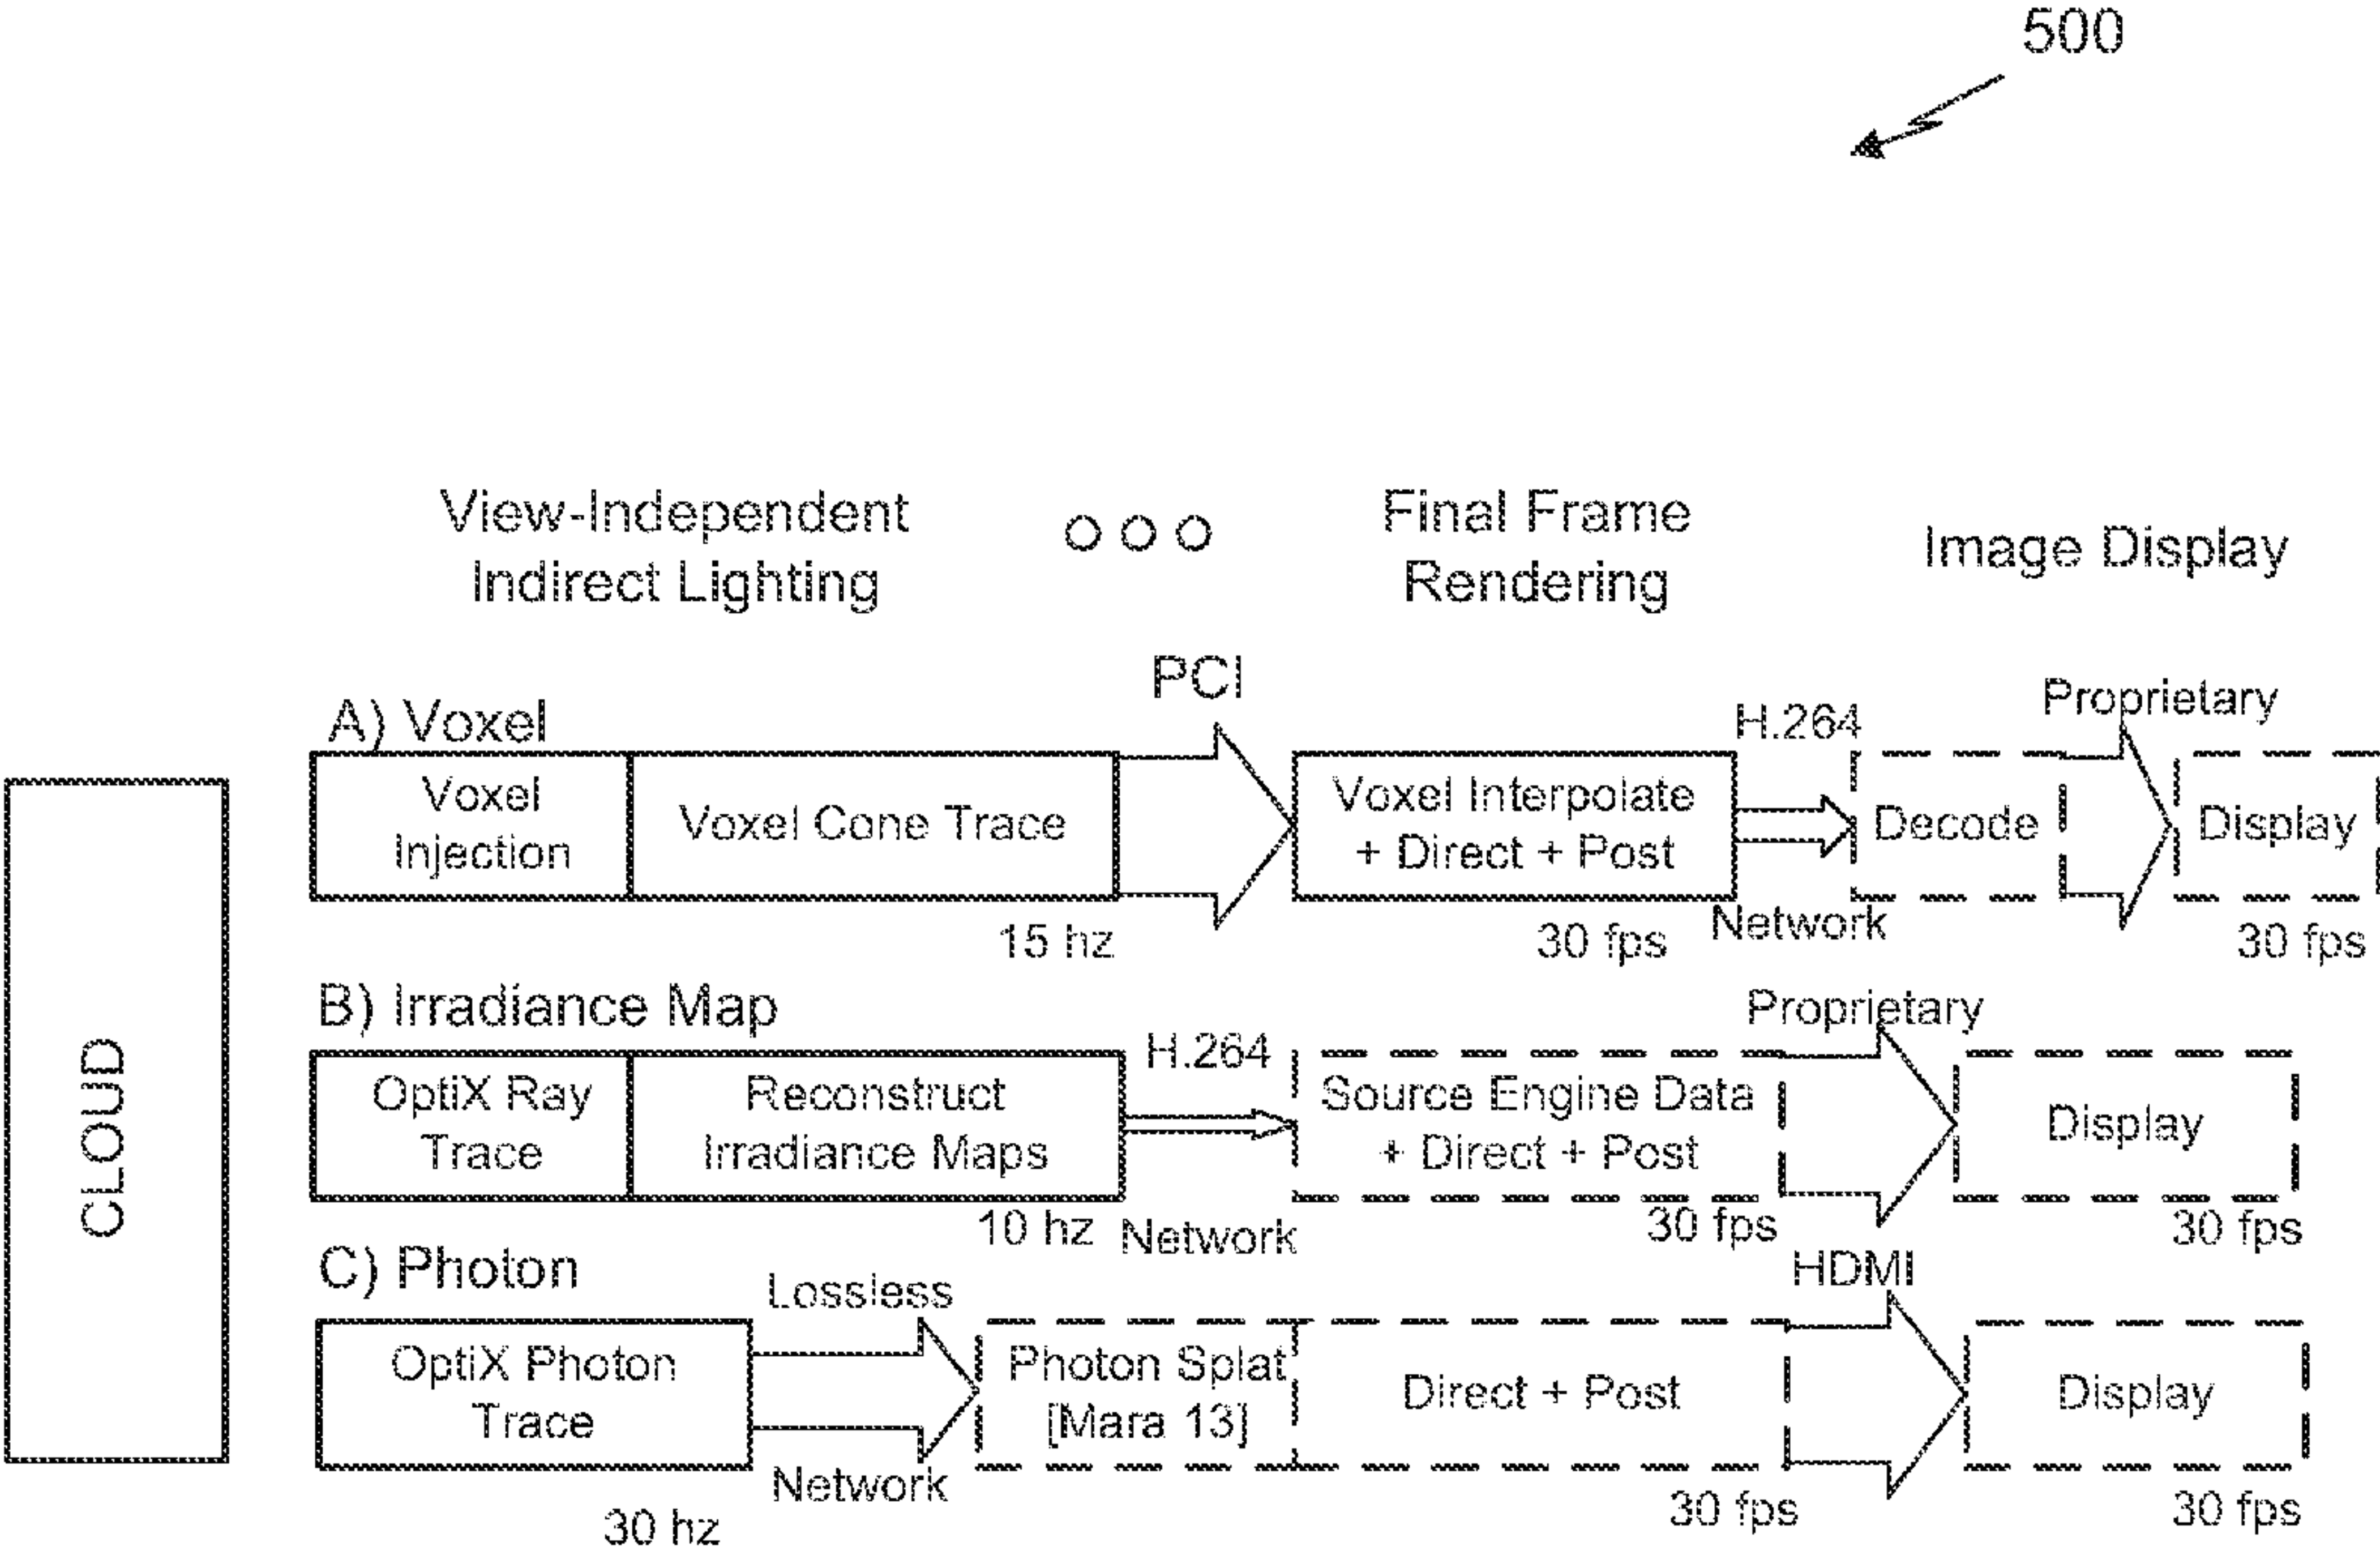 500
View-Independent
Indirect Lighting
Final Frame
Rendering
Image Display
CLOUD
A) Voxel
PCI
H.264
Proprietary
Voxel
Injection
Voxel Cone Trace
Voxel Interpolate
+ Direct + Post
Decode
Display
15 hz
30 fps
Network
30 fps
B) Irradiance Map
H.264
Proprietary
OptiX Ray
Trace
Reconstruct
Irradiance Maps
Source Engine Data
+ Direct + Post
Display
10 hz
Network
30 fps
30 fps
C) Photon
Lossless
HDMI
OptiX Photon
Trace
Photon Splat
[Mara 13]
Direct + Post
Display
Network
30 hz
30 fps
30 fps